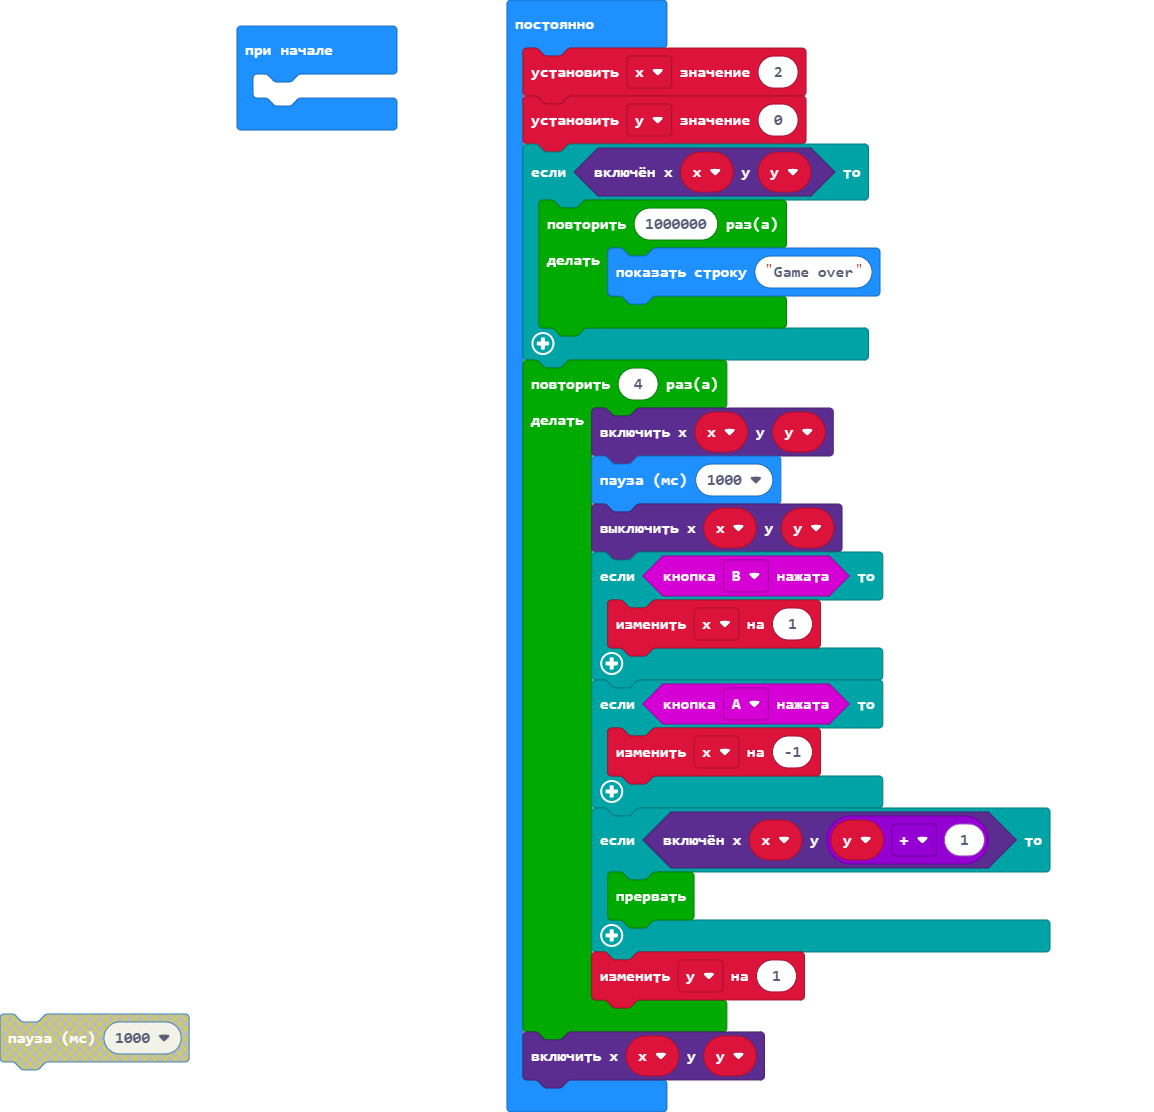 при начале
постоянно
установить x значение 2
установить y значение 0
если включён x x y y то
повторить 1000000 раз(а)
делать показать строку "Game over"
повторить 4 раз(а)
делать включить x x y y
пауза (мс) 1000
выключить x x y y
если кнопка B нажата то
изменить x на 1
если кнопка A нажата то
изменить x на -1
если включён x x y y + 1 то
прервать
изменить y на 1
пауза (мс) 1000
включить x x y y